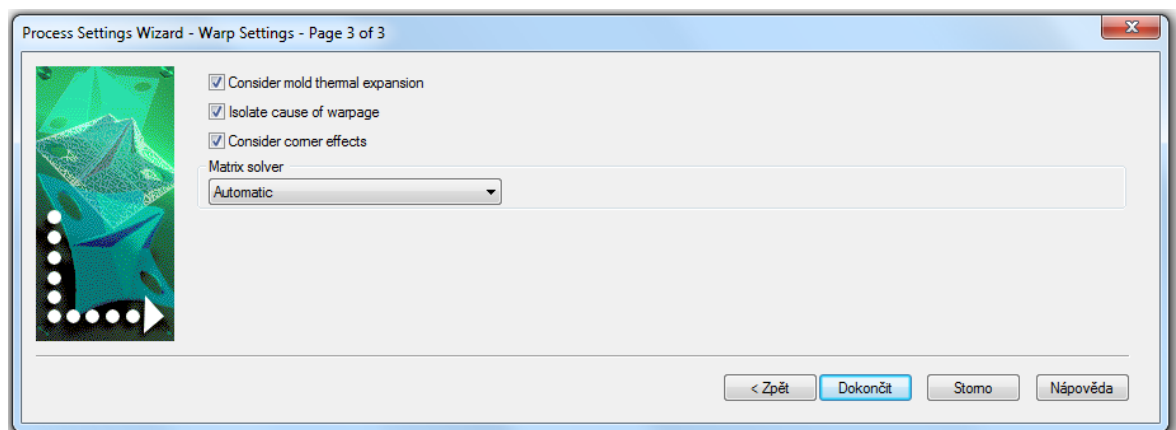 Process Settings Wizard - Warp Settings - Page 3 of 3
Consider mold thermal expansion
Isolate cause of warpage
Consider corner effects
Matrix solver
Automatic
< Zpět Dokončit Storno Nápověda